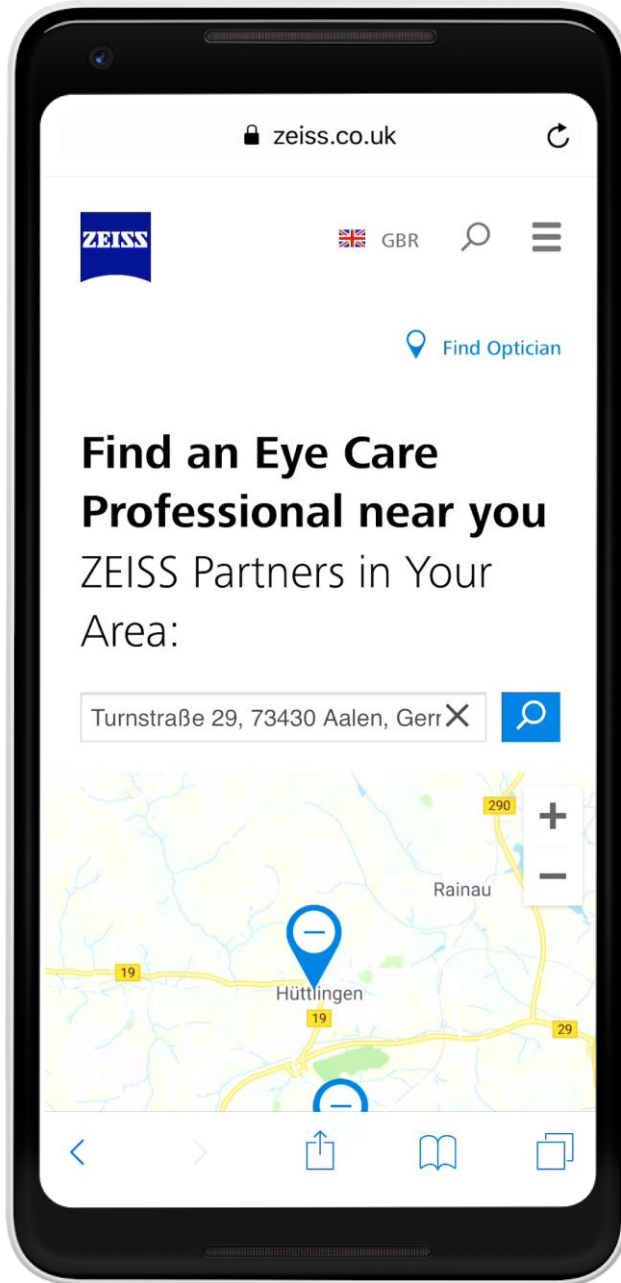 zeiss.co.uk
ZEISS
GBR
Find Optician
Find an Eye Care
Professional near you
ZEISS Partners in Your
Area:
Turnstraße 29, 73430 Aalen, Gerr
290
Rainau
19
Hüttlingen
19
29